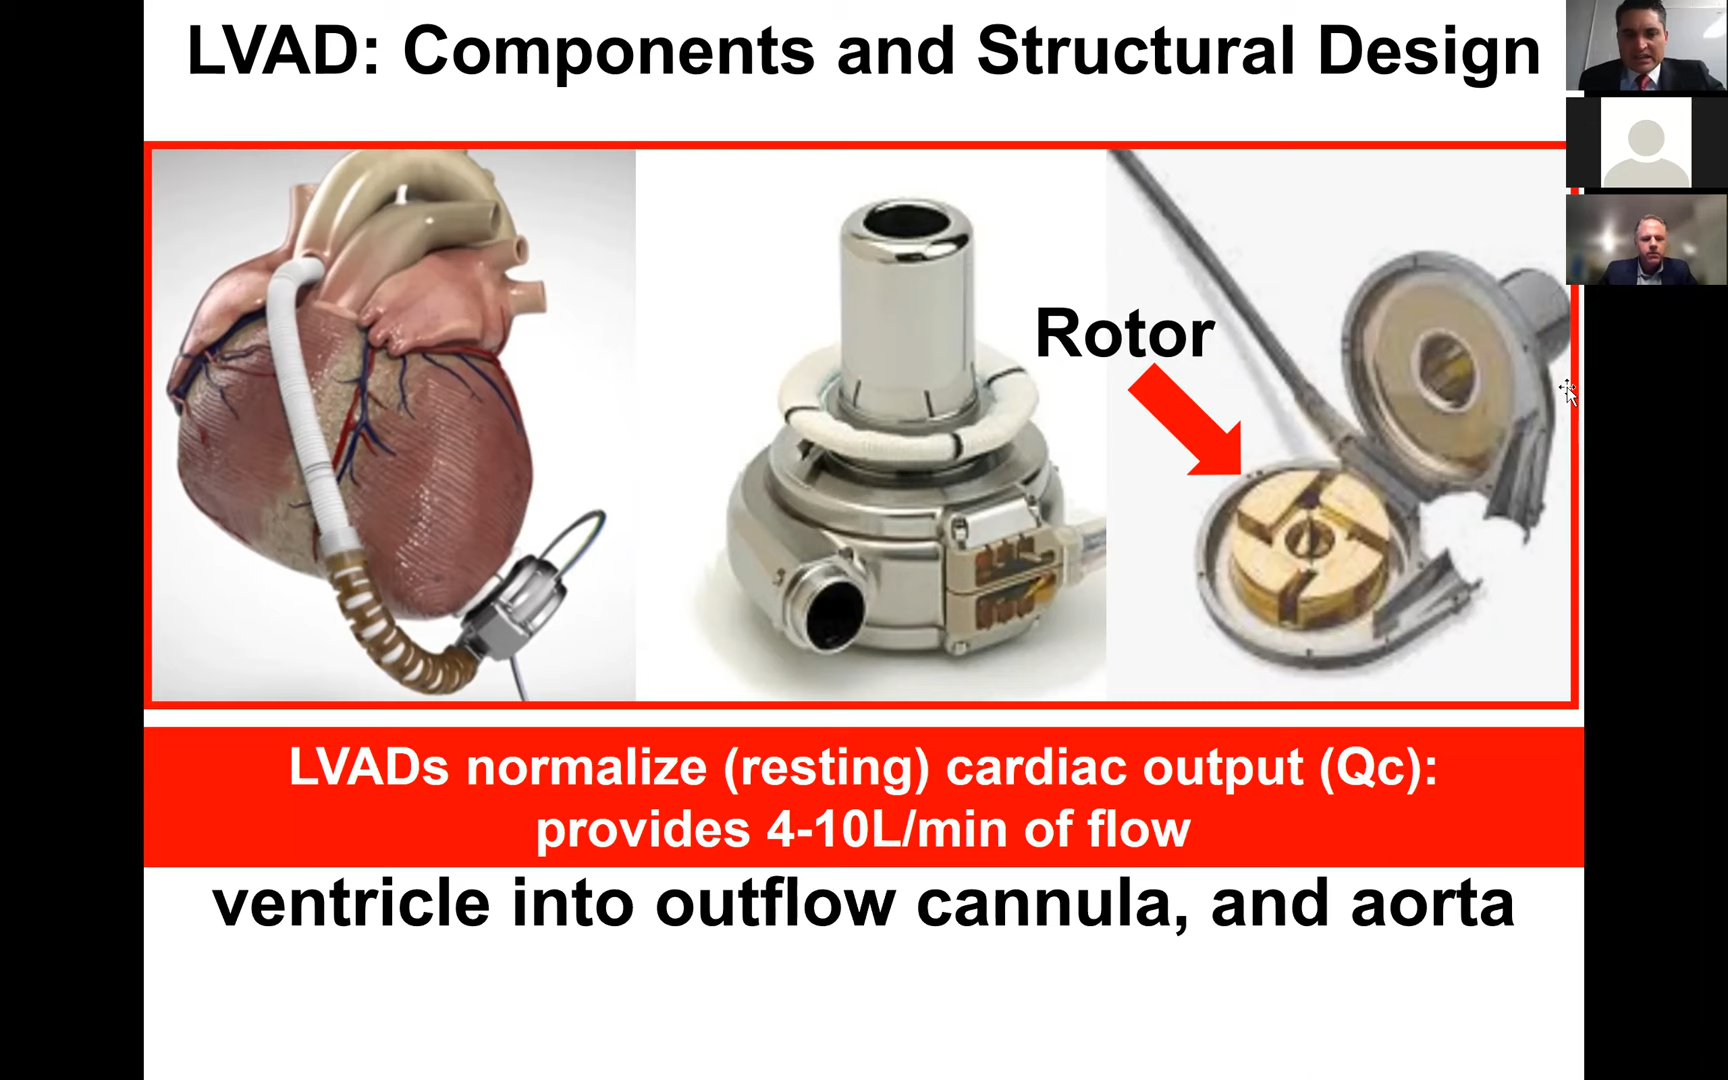 LVAD: Components and Structural Design
Rotor
LVADs normalize (resting) cardiac output (Qc):
provides 4-10L/min of flow
ventricle into outflow cannula, and aorta